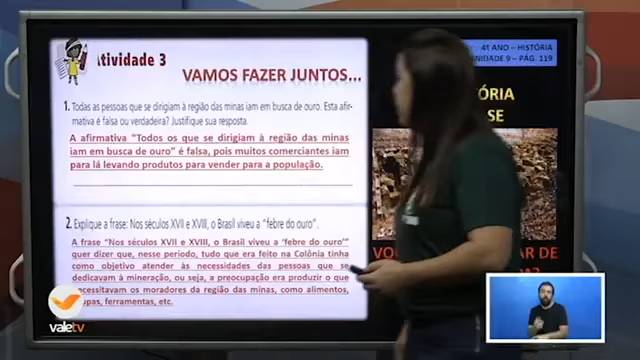 Atividade 3
VAMOS FAZER JUNTOS...
1. Todas as pessoas que se dirigiam à região das minas iam em busca de ouro. Esta afir-
mativa é falsa ou verdadeira? Justifique sua resposta.
A afirmativa "Todos os que se dirigiam à região das minas
iam em busca de ouro" é falsa, pois muitos comerciantes iam
para lá levando produtos para vender para a população.
2. Explique a frase: Nos séculos XVII e XVIII, o Brasil viveu a "febre do ouro".
A frase "Nos séculos XVII e XVIII, o Brasil viveu a 'febre do ouro'"
quer dizer que, nesse período, tudo que era feito na Colônia tinha
como objetivo atender às necessidades das pessoas que se
dedicavam à mineração, ou seja, a preocupação era produzir o que
necessitavam os moradores da região das minas, como alimentos,
roupas, ferramentas, etc.
4º ANO – HISTÓRIA
UNIDADE 9 – PÁG. 119
SE
AR DE
valetv